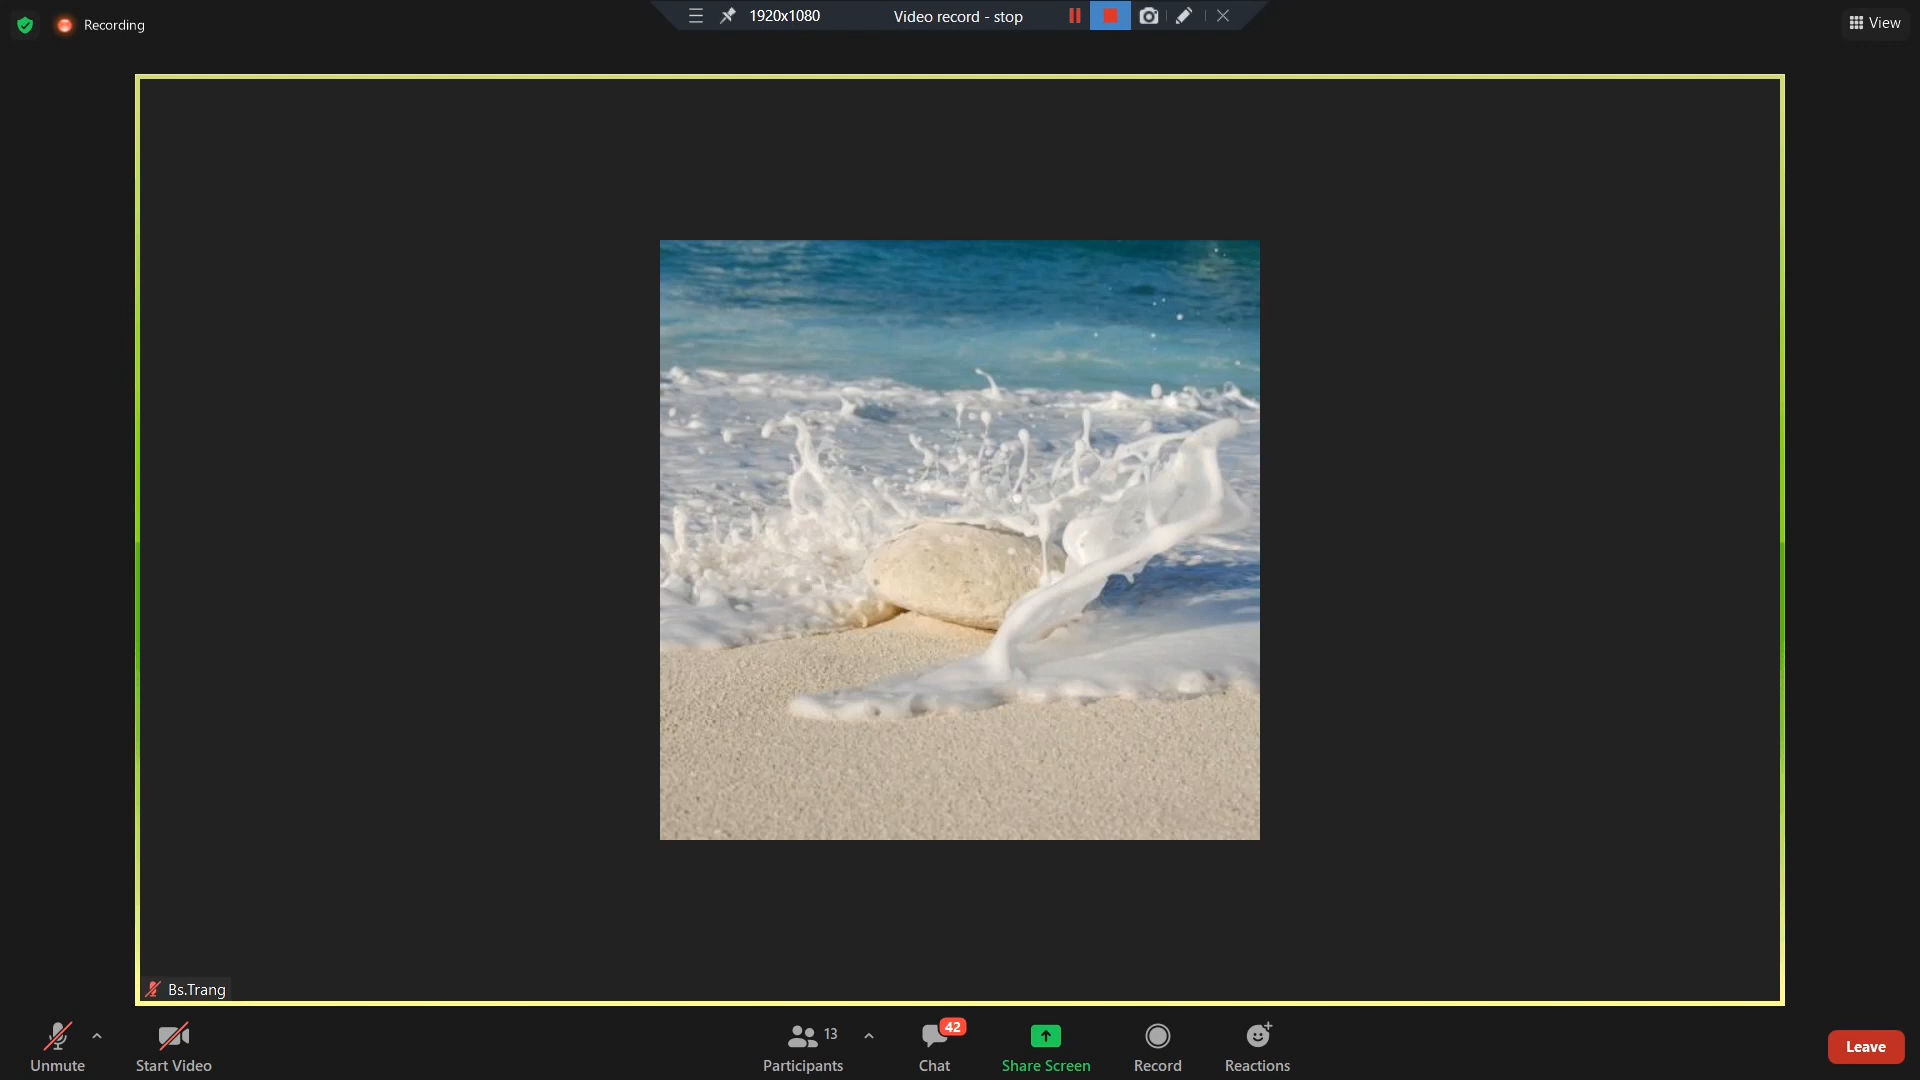 Recording
1920x1080
Video record - stop
View
Bs.Trang
Unmute
Start Video
13
Participants
42
Chat
Share Screen
Record
Reactions
Leave